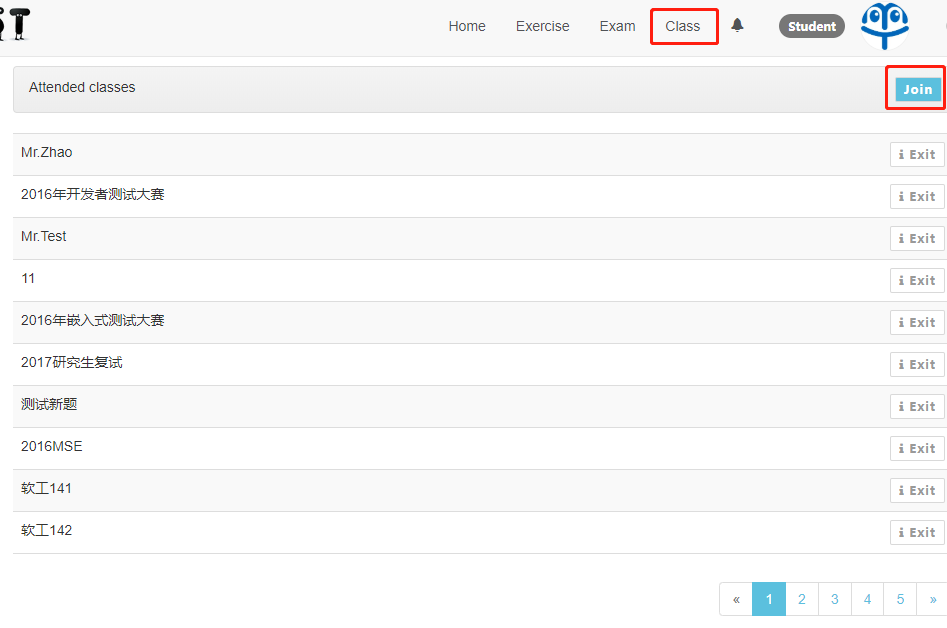 ST
Home Exercise Exam Class Student
Attended classes Join
Mr.Zhao i Exit
2016年开发者测试大赛 i Exit
Mr.Test i Exit
11 i Exit
2016年嵌入式测试大赛 i Exit
2017研究生复试 i Exit
测试新题 i Exit
2016MSE i Exit
软工141 i Exit
软工142 i Exit
« 1 2 3 4 5 »